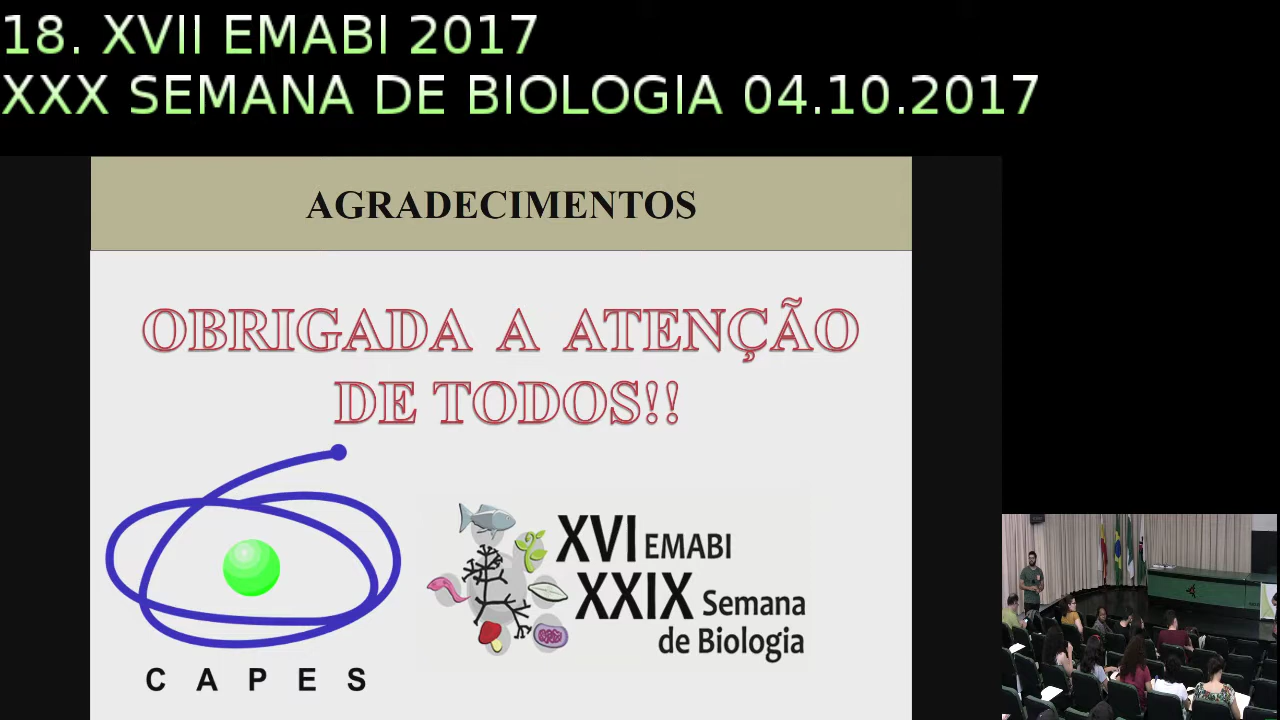 18. XVII EMABI 2017
XXX SEMANA DE BIOLOGIA 04.10.2017
AGRADECIMENTOS
OBRIGADA A ATENÇÃO
DE TODOS!!
XVI EMABI
XXIX Semana
de Biologia
C A P E S